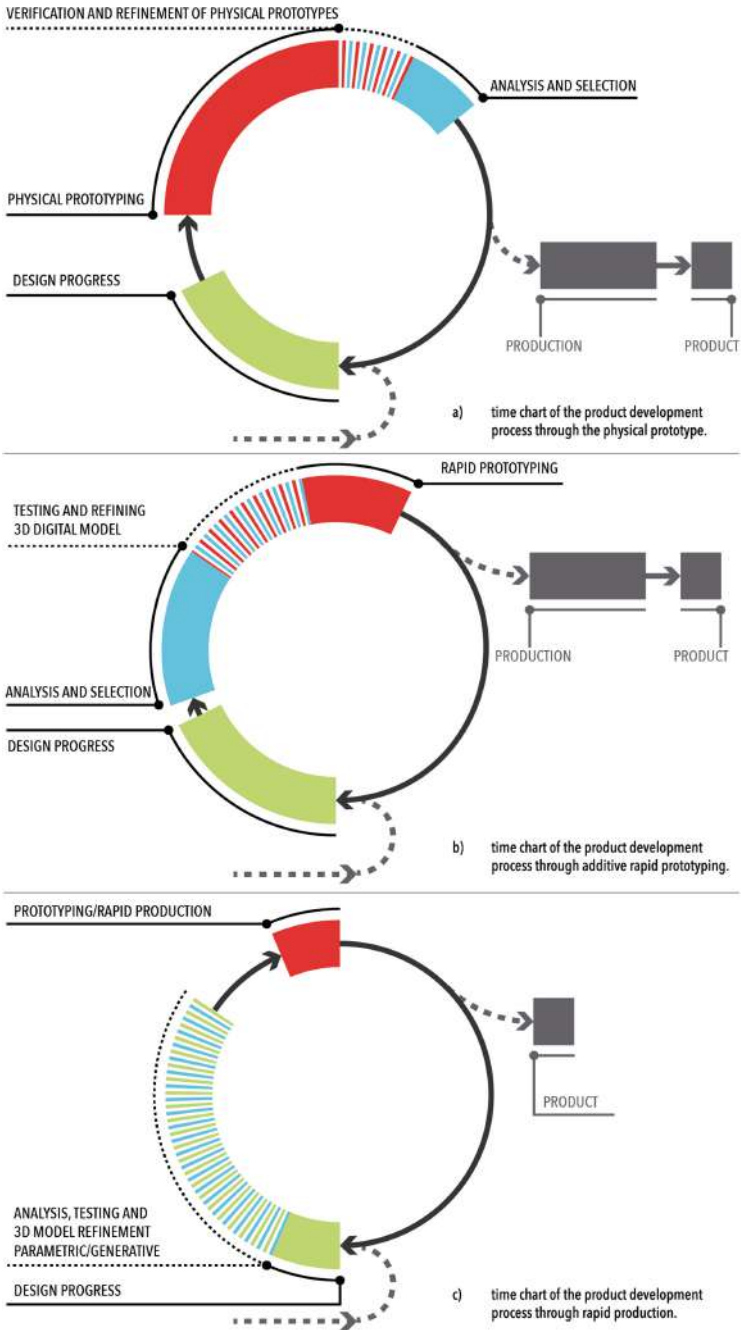 VERIFICATION AND REFINEMENT OF PHYSICAL PROTOTYPES
ANALYSIS AND SELECTION
PHYSICAL PROTOTYPING
DESIGN PROGRESS
PRODUCTION
PRODUCT
a) time chart of the product development
process through the physical prototype.
RAPID PROTOTYPING
TESTING AND REFINING
3D DIGITAL MODEL
PRODUCTION
PRODUCT
ANALYSIS AND SELECTION
DESIGN PROGRESS
b) time chart of the product development
process through additive rapid prototyping.
PROTOTYPING/RAPID PRODUCTION
PRODUCT
ANALYSIS, TESTING AND
3D MODEL REFINEMENT
PARAMETRIC/GENERATIVE
DESIGN PROGRESS
c) time chart of the product development
process through rapid production.